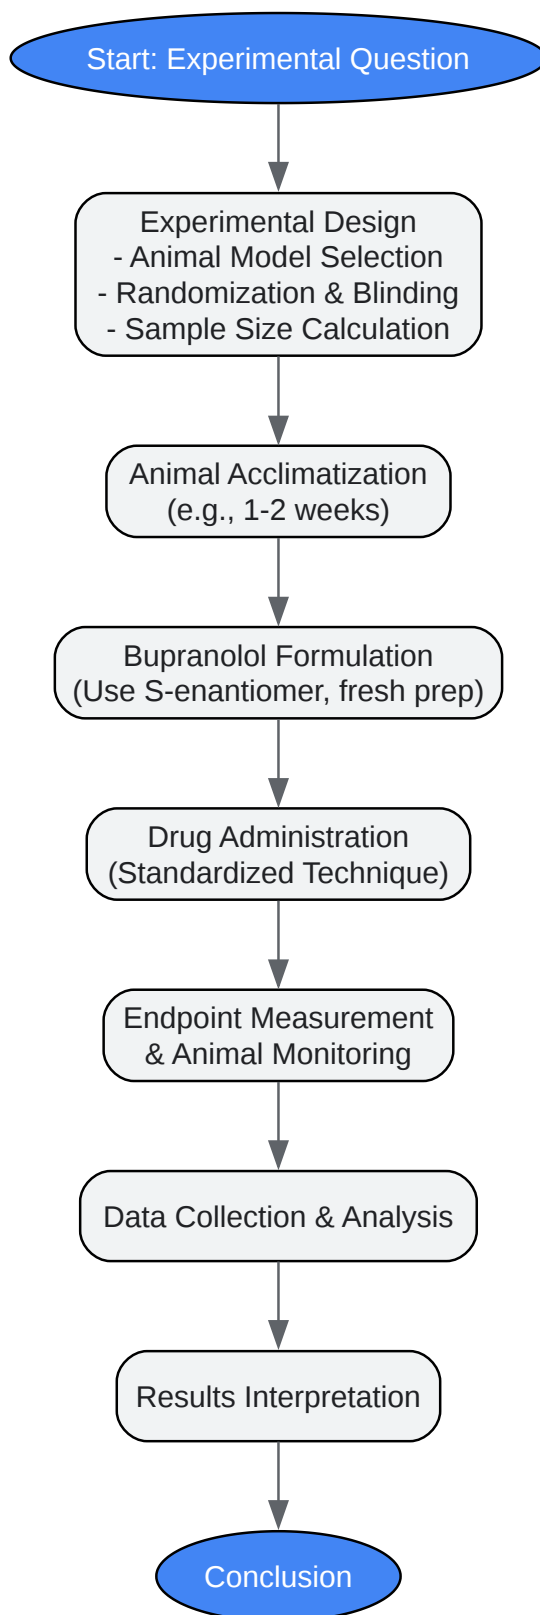 Start: Experimental Question
Experimental Design
- Animal Model Selection
- Randomization & Blinding
- Sample Size Calculation
Animal Acclimatization
(e.g., 1-2 weeks)
Bupranolol Formulation
(Use S-enantiomer, fresh prep)
Drug Administration
(Standardized Technique)
Endpoint Measurement
& Animal Monitoring
Data Collection & Analysis
Results Interpretation
Conclusion